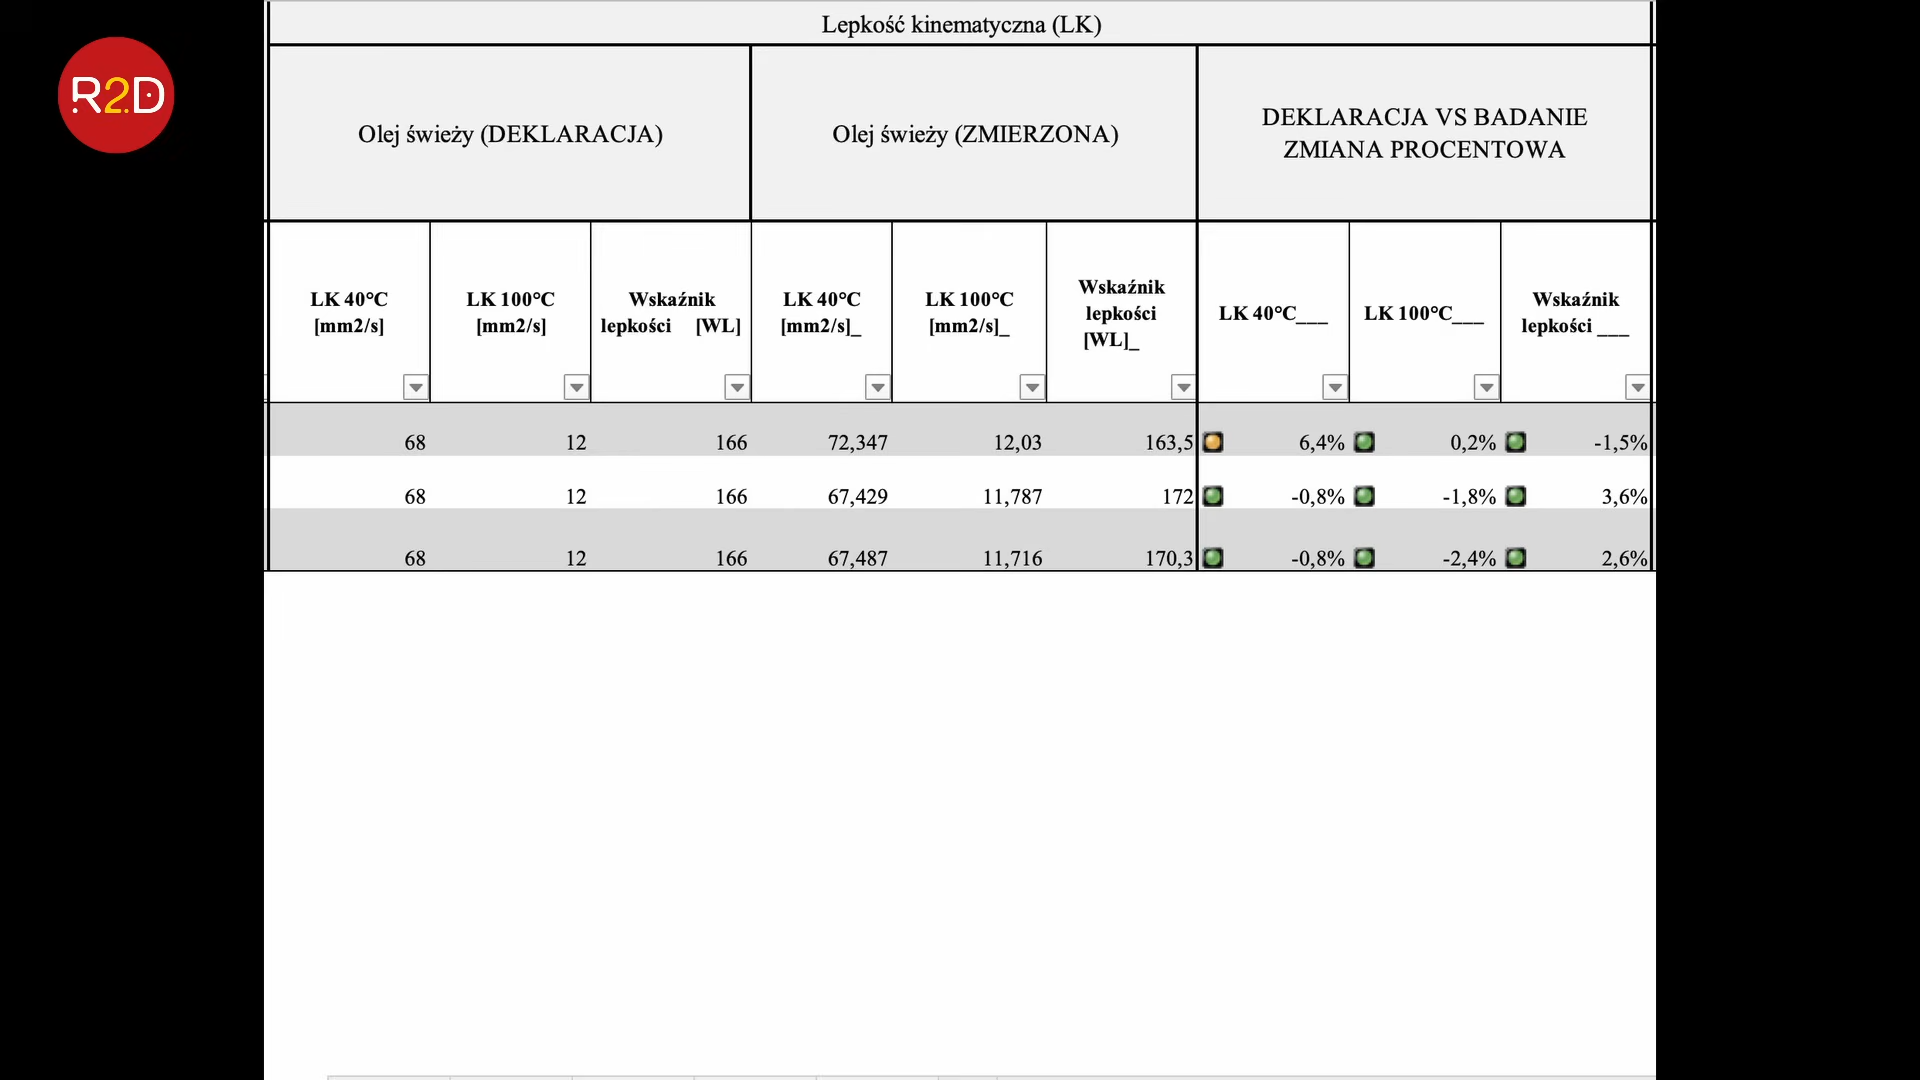 R2D
Lepkość kinematyczna (LK)
Olej świeży (DEKLARACJA)
Olej świeży (ZMIERZONA)
DEKLARACJA VS BADANIE
ZMIANA PROCENTOWA
LK 40°C
[mm2/s]
LK 100°C
[mm2/s]
Wskaźnik
lepkości [WL]
LK 40°C
[mm2/s]_
LK 100°C
[mm2/s]_
Wskaźnik
lepkości
[WL]_
LK 40°C___
LK 100°C___
Wskaźnik
lepkości ___
68 12 166 72,347 12,03 163,5 6,4% 0,2% -1,5%
68 12 166 67,429 11,787 172 -0,8% -1,8% 3,6%
68 12 166 67,487 11,716 170,3 -0,8% -2,4% 2,6%